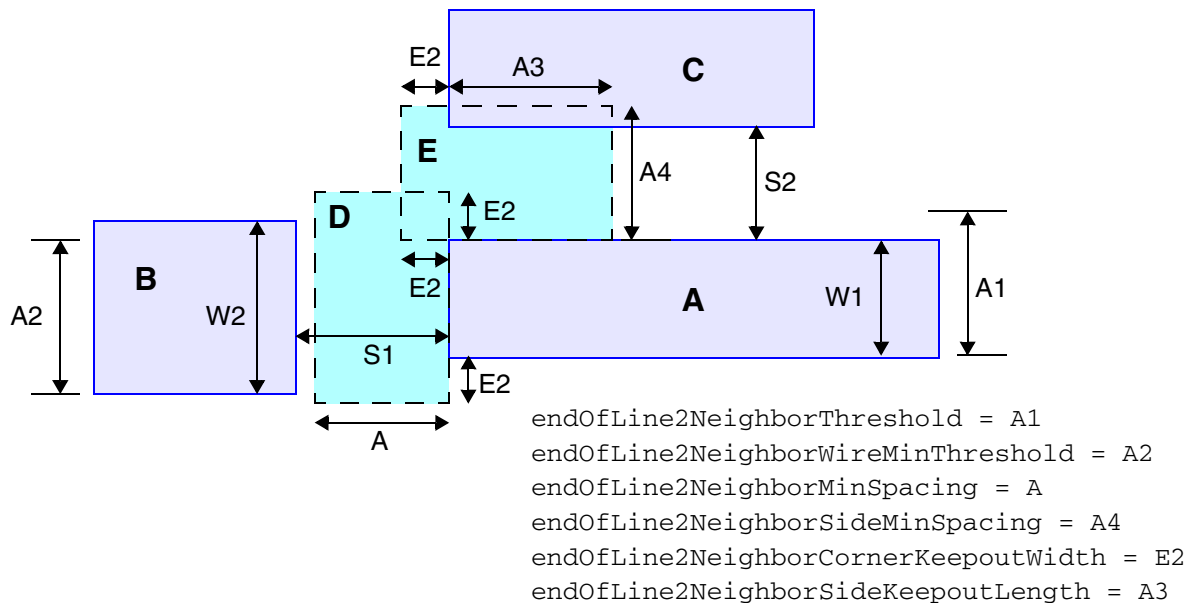 E2
A3
C
E
A4
S2
D
E2
B
E2
A
W1
A1
A2
W2
S1
E2
A
endOfLine2NeighborThreshold = A1
endOfLine2NeighborWireMinThreshold = A2
endOfLine2NeighborMinSpacing = A
endOfLine2NeighborSideMinSpacing = A4
endOfLine2NeighborCornerKeepoutWidth = E2
endOfLine2NeighborSideKeepoutLength = A3